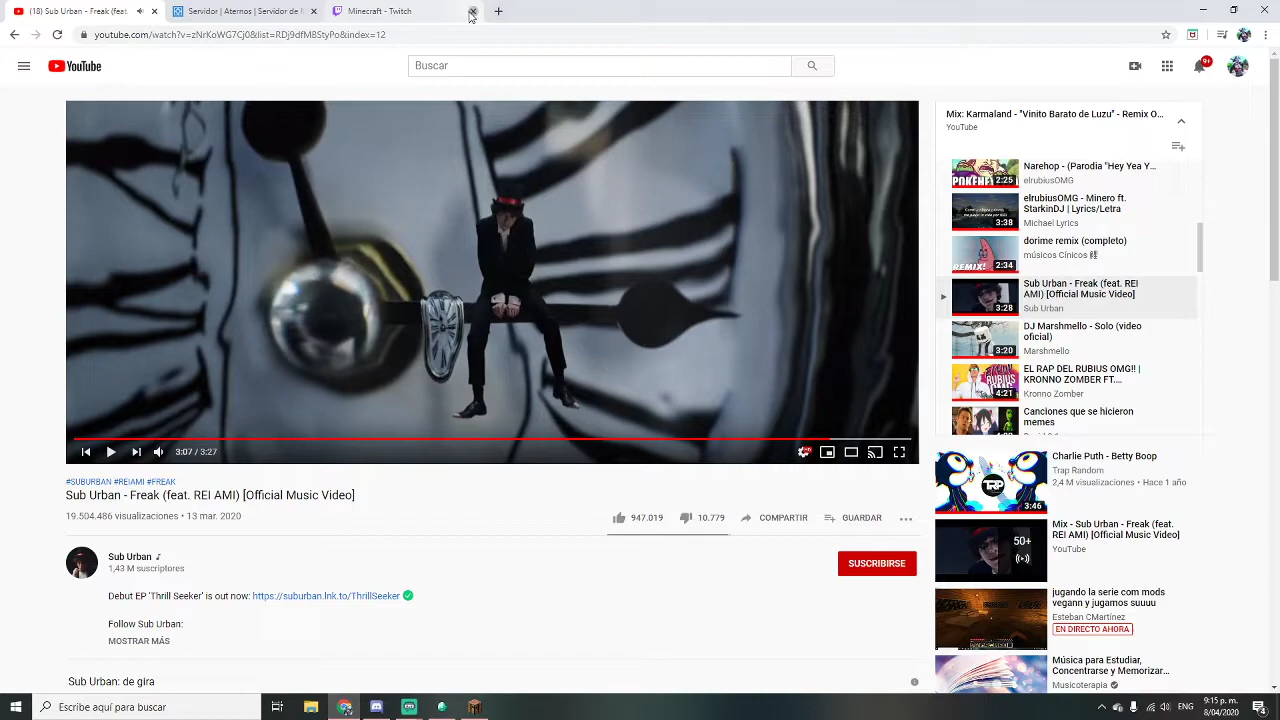 (18) Sub Urban - Freak (feat
Servidor | Aternos | Servidor de M
Minecraft - Twitch
youtube.com/watch?v=zNrKoWG7Cj0&list=RDj9dfMBStyPo&index=12
YouTube
Buscar
9+
Mix: Karmaland - "Vinito Barato de Luzu" - Remix O...
YouTube
2:25
Narehop - (Parodia "Hey Yea Y...
elrubiusOMG
3:38
elrubiusOMG - Minero ft.
StarkinDJ | Lyrics/Letra
Michael Lyrics
REMIX!
2:34
dorime remix (completo)
músicos Cínicos
3:28
Sub Urban - Freak (feat. REI
AMI) [Official Music Video]
Sub Urban
3:20
DJ Marshmello - Solo (video
oficial)
Marshmello
4:21
EL RAP DEL RUBIUS OMG!! |
KRONNO ZOMBER FT....
Kronno Zomber
Canciones que se hicieron
memes
3:07 / 3:27
#SUBURBAN #REIAMI #FREAK
Sub Urban - Freak (feat. REI AMI) [Official Music Video]
19.504.486 visualizaciones • 13 mar. 2020
947.019
10.779
COMPARTIR
GUARDAR
Sub Urban
1,43 M suscriptores
SUSCRIBIRSE
Debut EP 'Thrill Seeker' is out now: https://suburban.lnk.to/ThrillSeeker
Follow Sub Urban:
MOSTRAR MÁS
Sub Urban: de gira
TRP
3:46
Charlie Puth - Betty Boop
Trap Random
2,4 M visualizaciones • Hace 1 año
50+
Mix - Sub Urban - Freak (feat.
REI AMI) [Official Music Video]
YouTube
jugando la serie com mods
vegann y jugamos suuuu
Esteban CMartínez
EN DIRECTO AHORA
Música para Estudiar,
Concentrarse y Memorizar...
Musicoterapia
Escribe aquí para buscar
ENG
9:15 p. m.
8/04/2020